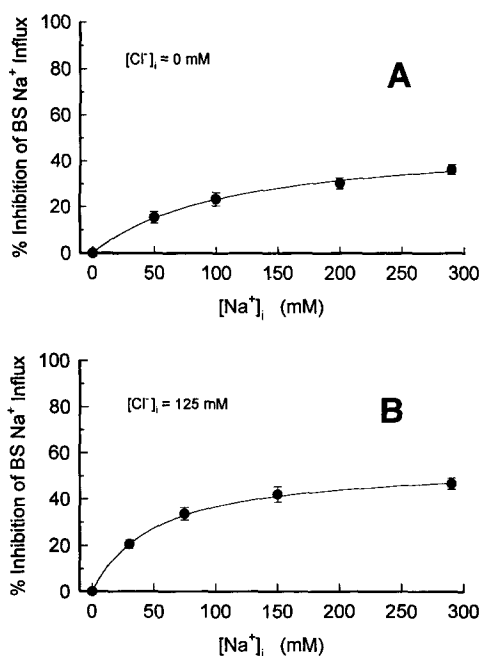 % Inhibition of BS Na⁺ Influx
100
80
60
40
20
0
[Cl⁻]ᵢ = 0 mM
A
0 50 100 150 200 250 300
[Na⁺]ᵢ (mM)
% Inhibition of BS Na⁺ Influx
100
80
60
40
20
0
[Cl⁻]ᵢ = 125 mM
B
0 50 100 150 200 250 300
[Na⁺]ᵢ (mM)